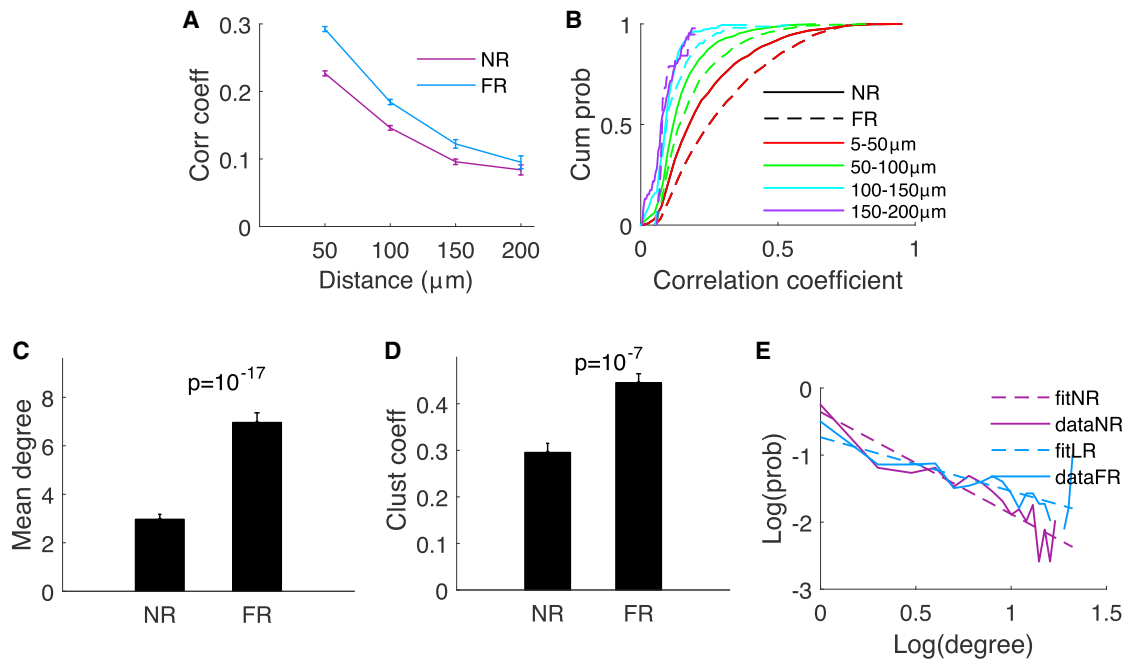 A
Corr coeff
0.3
0.2
0.1
0
50 100 150 200
Distance (μm)
NR
FR
B
Cum prob
1
0.5
0
0 0.5 1
Correlation coefficient
NR
FR
5-50μm
50-100μm
100-150μm
150-200μm
C
Mean degree
8
6
4
2
0
p=10-17
NR FR
D
Clust coeff
0.4
0.3
0.2
0.1
0
p=10-7
NR FR
E
Log(prob)
0
-1
-2
-3
0 0.5 1 1.5
Log(degree)
fitNR
dataNR
fitLR
dataFR